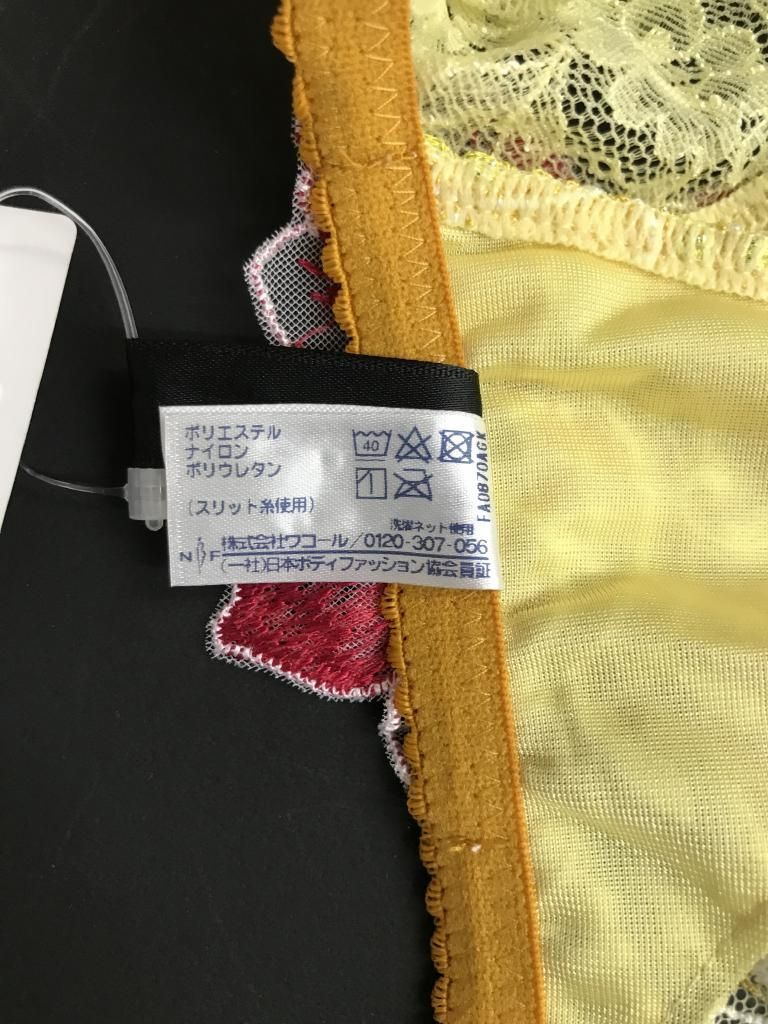 ポリエステル
ナイロン
ポリウレタン
(スリット糸使用)
40
洗濯ネット使用
FA0870AGK
NBF
株式会社ワコール/0120-307-056
(一社)日本ボディファッション協会員証